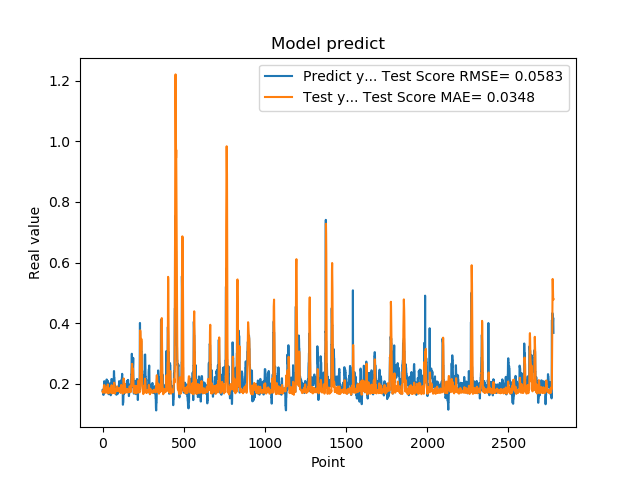 Model predict
Predict y... Test Score RMSE= 0.0583
Test y... Test Score MAE= 0.0348
1.2
1.0
0.8
0.6
0.4
0.2
Real value
0 500 1000 1500 2000 2500
Point